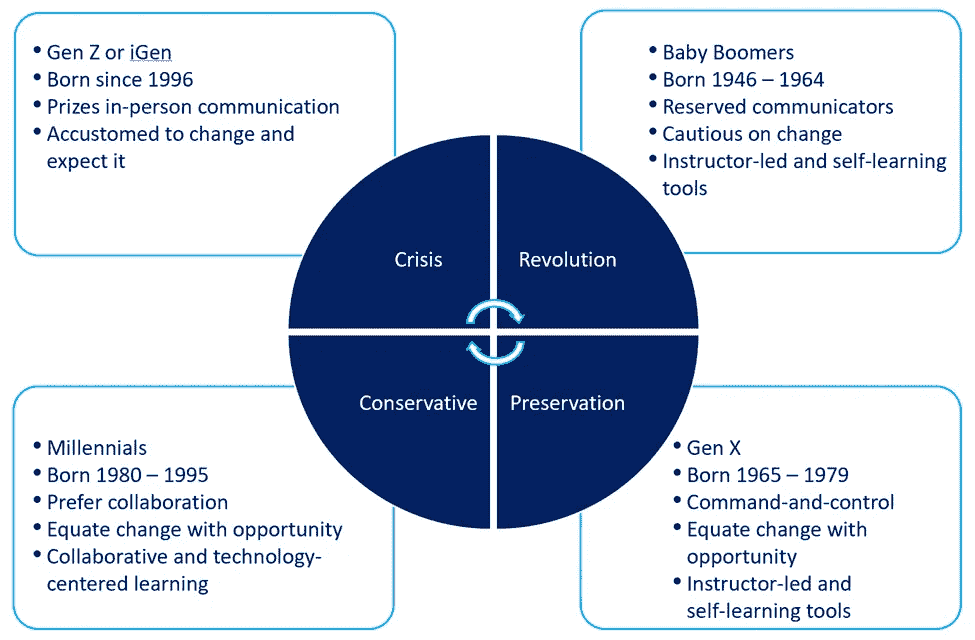 • Gen Z or iGen
• Born since 1996
• Prizes in-person communication
• Accustomed to change and
expect it
• Baby Boomers
• Born 1946 – 1964
• Reserved communicators
• Cautious on change
• Instructor-led and self-learning
tools
Crisis
Revolution
Conservative
Preservation
• Millennials
• Born 1980 – 1995
• Prefer collaboration
• Equate change with opportunity
• Collaborative and technology-
centered learning
• Gen X
• Born 1965 – 1979
• Command-and-control
• Equate change with
opportunity
• Instructor-led and
self-learning tools